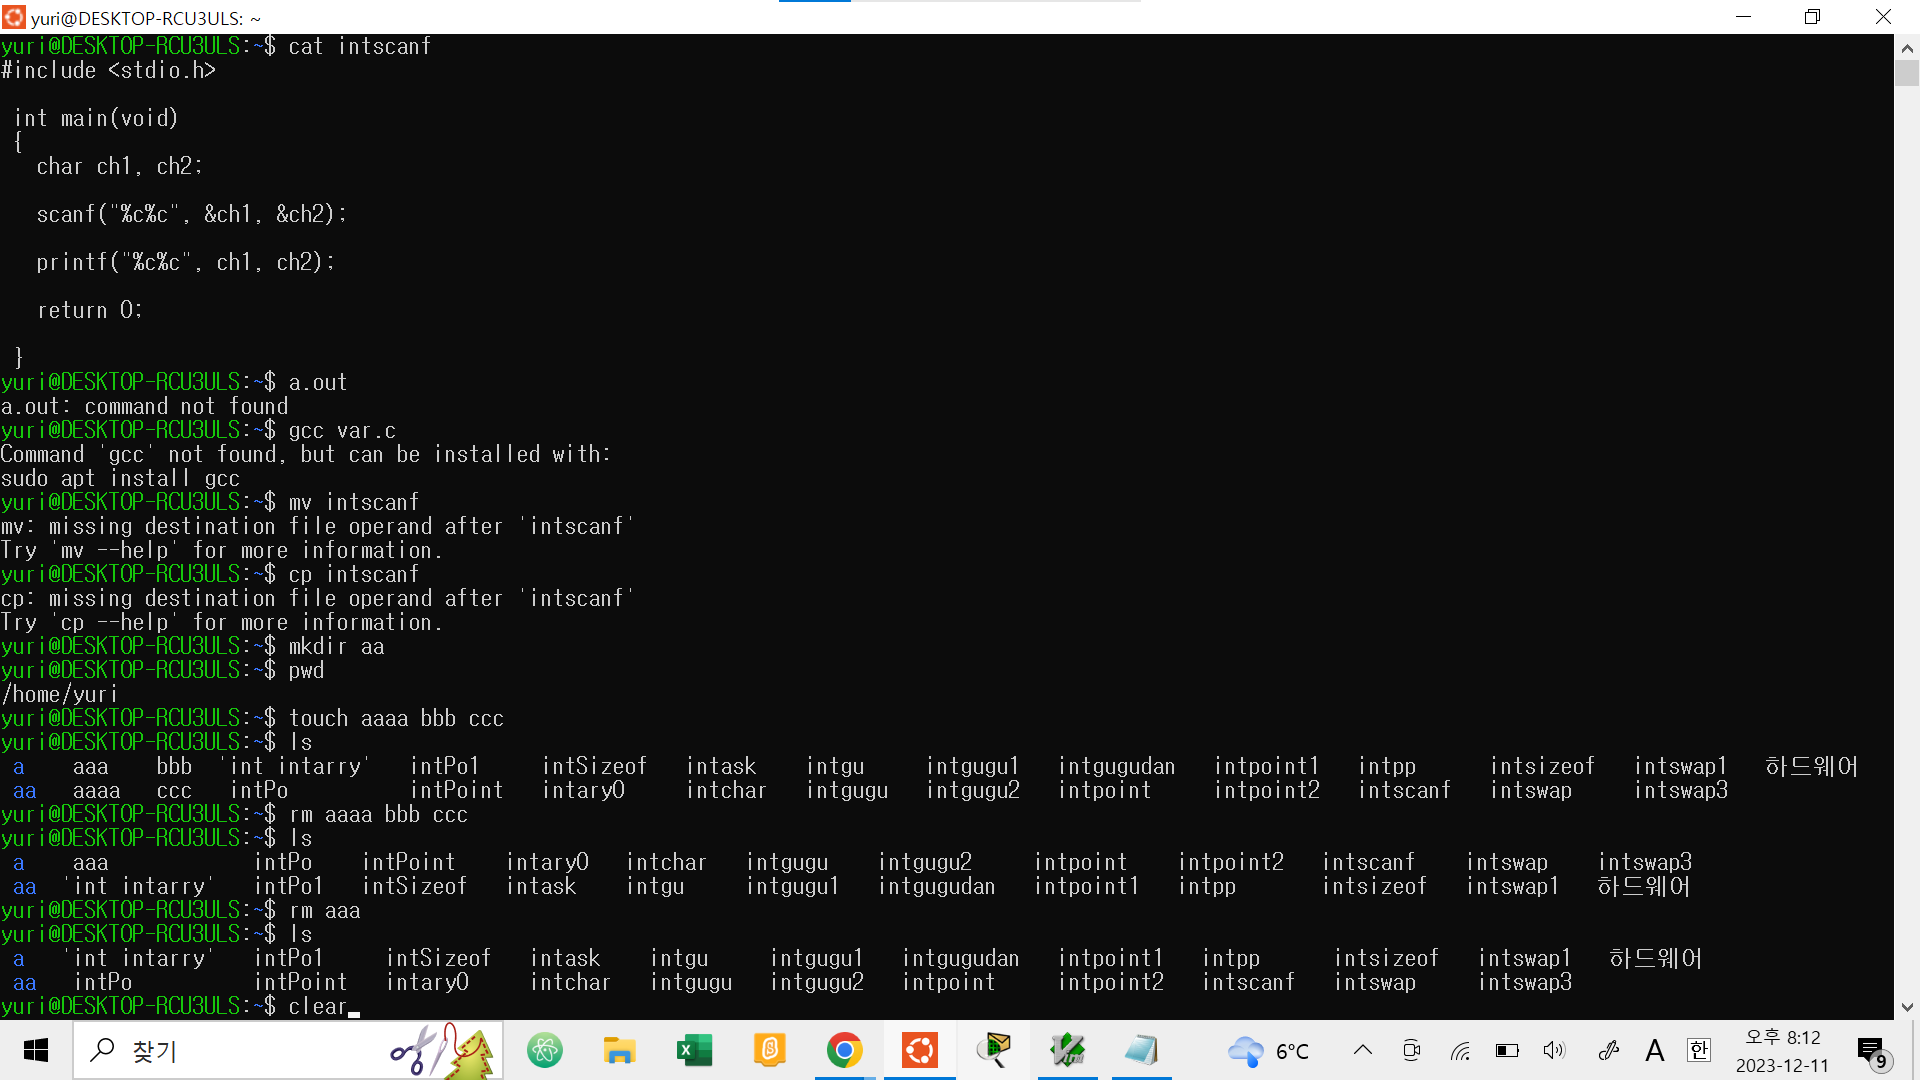 yuri@DESKTOP-RCU3ULS: ~
yuri@DESKTOP-RCU3ULS:~$ cat intscanf
#include <stdio.h>
int main(void)
{
char ch1, ch2;
scanf("%c%c", &ch1, &ch2);
printf("%c%c", ch1, ch2);
return 0;
}
yuri@DESKTOP-RCU3ULS:~$ a.out
a.out: command not found
yuri@DESKTOP-RCU3ULS:~$ gcc var.c
Command 'gcc' not found, but can be installed with:
sudo apt install gcc
yuri@DESKTOP-RCU3ULS:~$ mv intscanf
mv: missing destination file operand after 'intscanf'
Try 'mv --help' for more information.
yuri@DESKTOP-RCU3ULS:~$ cp intscanf
cp: missing destination file operand after 'intscanf'
Try 'cp --help' for more information.
yuri@DESKTOP-RCU3ULS:~$ mkdir aa
yuri@DESKTOP-RCU3ULS:~$ pwd
/home/yuri
yuri@DESKTOP-RCU3ULS:~$ touch aaaa bbb ccc
yuri@DESKTOP-RCU3ULS:~$ ls
a aaa bbb 'int intarry' intPo1 intSizeof intask intgu intgugu1 intgugudan intpoint1 intpp intsizeof intswap1 하드웨어
aa aaaa ccc intPo intPoint intary0 intchar intgugu intgugu2 intpoint intpoint2 intscanf intswap intswap3
yuri@DESKTOP-RCU3ULS:~$ rm aaaa bbb ccc
yuri@DESKTOP-RCU3ULS:~$ ls
a aaa intPo intPoint intary0 intchar intgugu intgugu2 intpoint intpoint2 intscanf intswap intswap3
aa 'int intarry' intPo1 intSizeof intask intgu intgugu1 intgugudan intpoint1 intpp intsizeof intswap1 하드웨어
yuri@DESKTOP-RCU3ULS:~$ rm aaa
yuri@DESKTOP-RCU3ULS:~$ ls
a 'int intarry' intPo1 intSizeof intask intgu intgugu1 intgugudan intpoint1 intpp intsizeof intswap1 하드웨어
aa intPo intPoint intary0 intchar intgugu intgugu2 intpoint intpoint2 intscanf intswap intswap3
yuri@DESKTOP-RCU3ULS:~$ clear
찾기
6°C
A 한
오후 8:12
2023-12-11
9